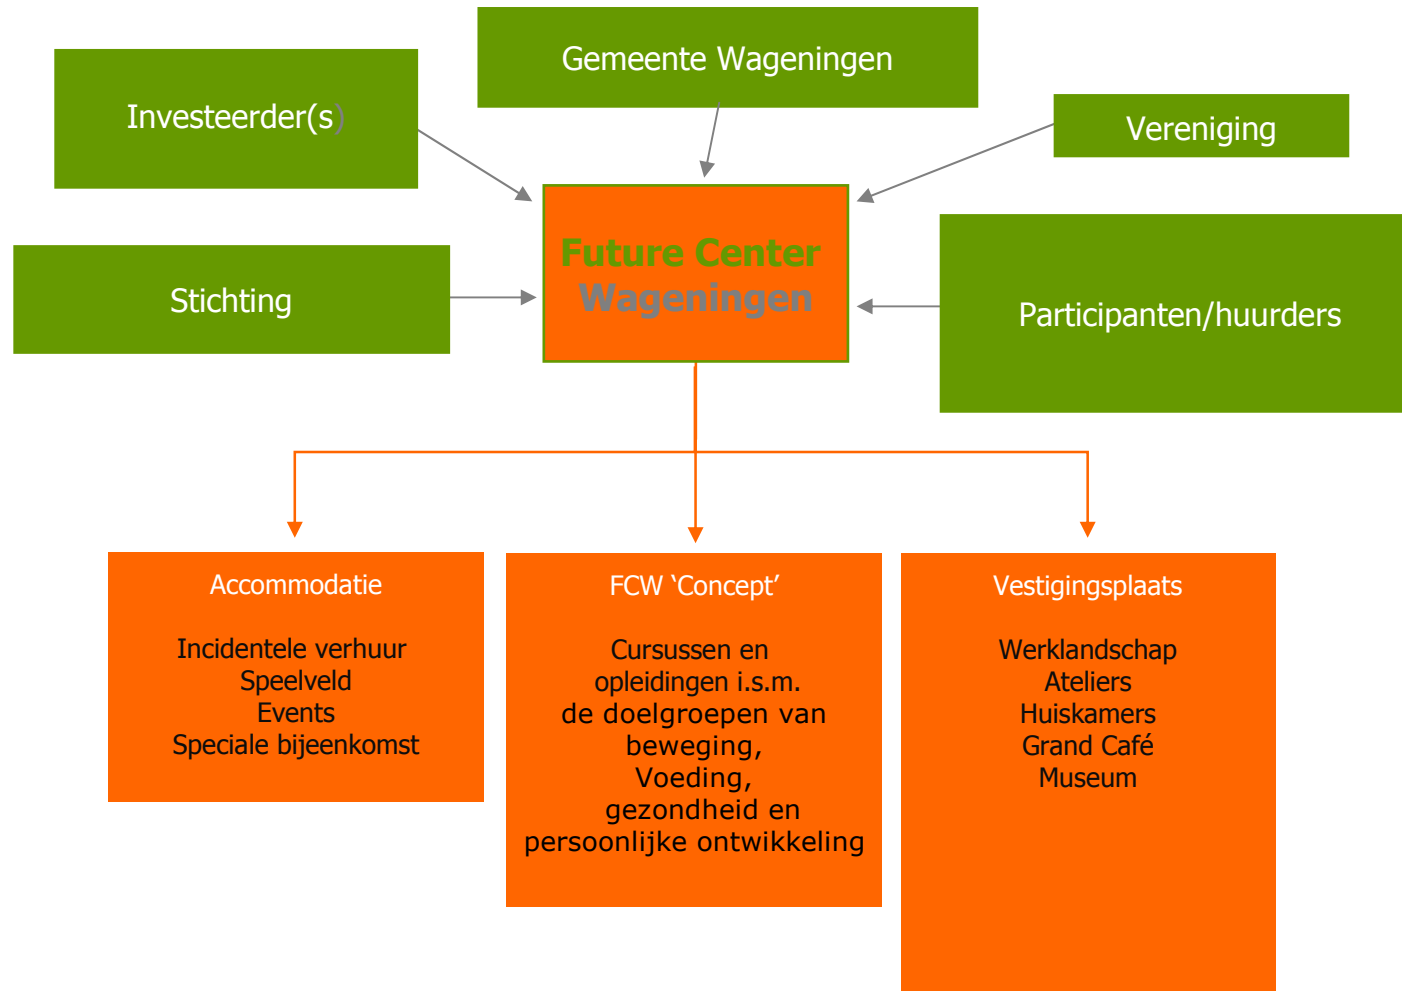 Gemeente Wageningen
Investeerder(s)
Vereniging
Future Center
Wageningen
Stichting
Participanten/huurders
Accommodatie
Incidentele verhuur
Speelveld
Events
Speciale bijeenkomst
FCW ‘Concept’
Cursussen en
opleidingen i.s.m.
de doelgroepen van
beweging,
Voeding,
gezondheid en
persoonlijke ontwikkeling
Vestigingsplaats
Werklandschap
Ateliers
Huiskamers
Grand Café
Museum